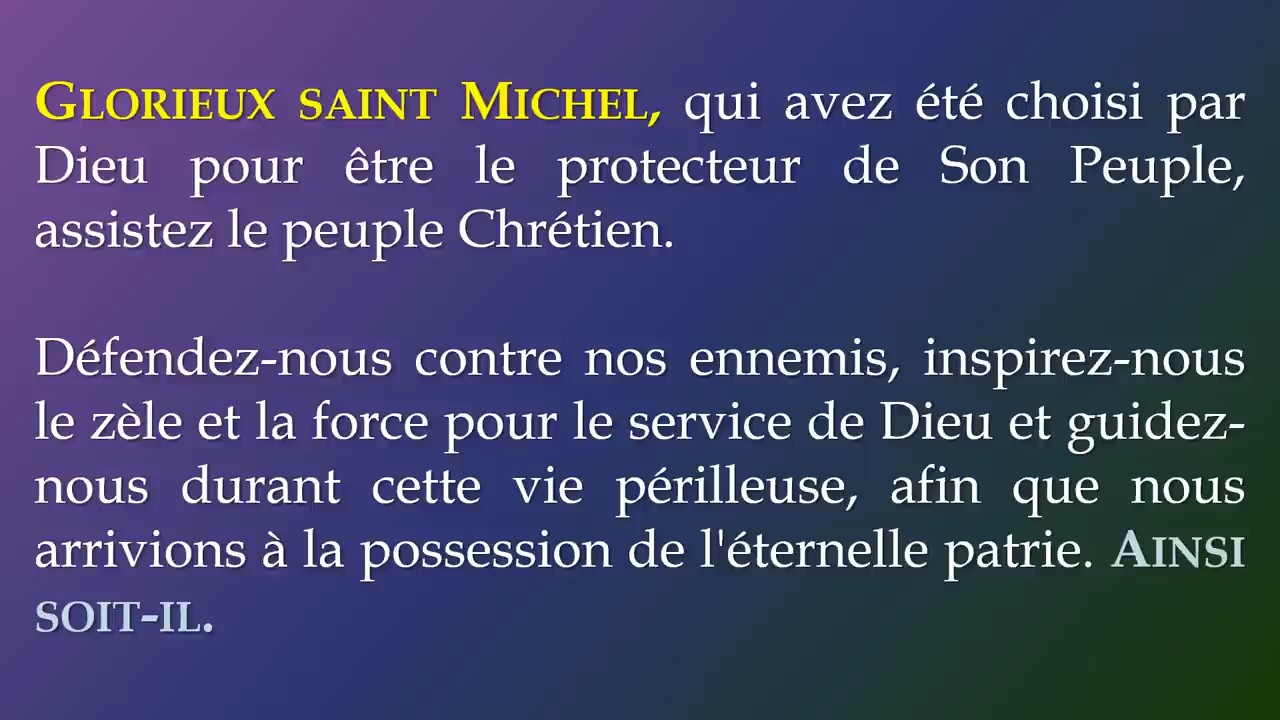 GLORIEUX SAINT MICHEL, qui avez été choisi par
Dieu pour être le protecteur de Son Peuple,
assistez le peuple Chrétien.
Défendez-nous contre nos ennemis, inspirez-nous
le zèle et la force pour le service de Dieu et guidez-
nous durant cette vie périlleuse, afin que nous
arrivions à la possession de l'éternelle patrie. AINSI
SOIT-IL.